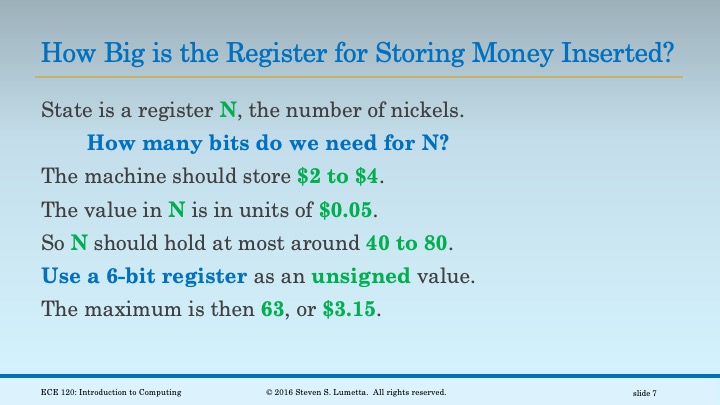 How Big is the Register for Storing Money Inserted?
State is a register N, the number of nickels.
How many bits do we need for N?
The machine should store $2 to $4.
The value in N is in units of $0.05.
So N should hold at most around 40 to 80.
Use a 6-bit register as an unsigned value.
The maximum is then 63, or $3.15.
ECE 120: Introduction to Computing © 2016 Steven S. Lumetta. All rights reserved. slide 7